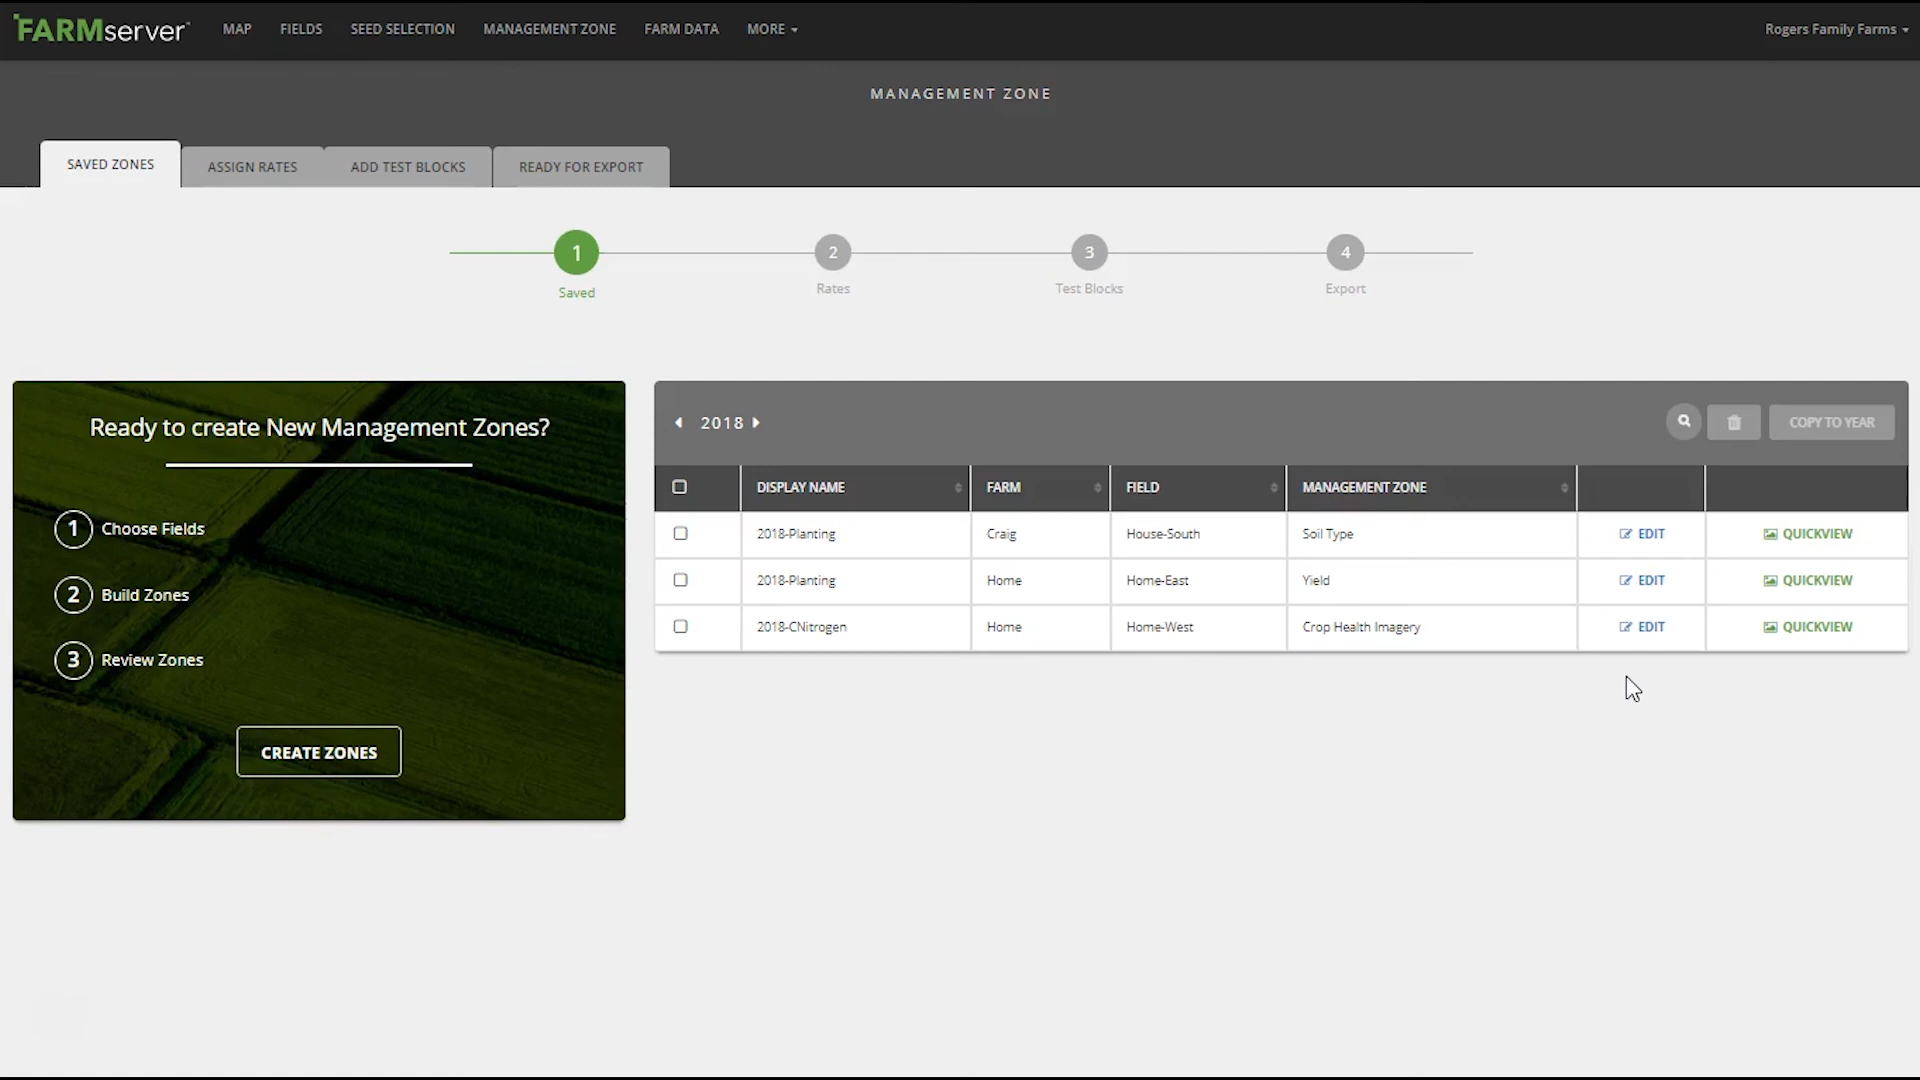 FARMserver MAP FIELDS SEED SELECTION MANAGEMENT ZONE FARM DATA MORE Rogers Family Farms
MANAGEMENT ZONE
SAVED ZONES ASSIGN RATES ADD TEST BLOCKS READY FOR EXPORT
1 2 3 4
Saved Rates Test Blocks Export
Ready to create New Management Zones?
1 Choose Fields
2 Build Zones
3 Review Zones
CREATE ZONES
2018 COPY TO YEAR
DISPLAY NAME FARM FIELD MANAGEMENT ZONE
2018-Planting Craig House-South Soil Type EDIT QUICKVIEW
2018-Planting Home Home-East Yield EDIT QUICKVIEW
2018-CNitrogen Home Home-West Crop Health Imagery EDIT QUICKVIEW